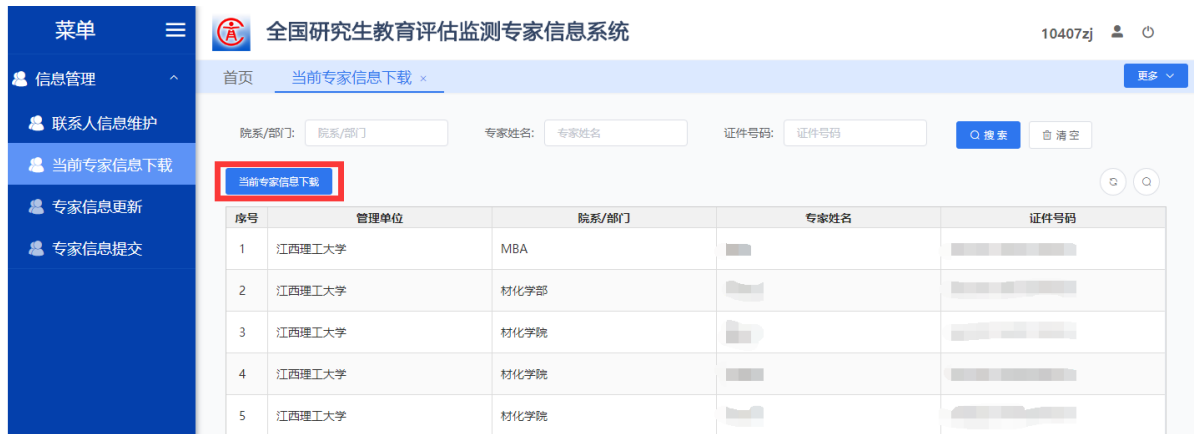 菜单
全国研究生教育评估监测专家信息系统
10407zj
信息管理
首页 当前专家信息下载 ×
更多
联系人信息维护
当前专家信息下载
专家信息更新
专家信息提交
院系/部门: 院系/部门 专家姓名: 专家姓名 证件号码: 证件号码 搜索 清空
当前专家信息下载
序号 管理单位 院系/部门 专家姓名 证件号码
1 江西理工大学 MBA
2 江西理工大学 材化学部
3 江西理工大学 材化学院
4 江西理工大学 材化学院
5 江西理工大学 材化学院